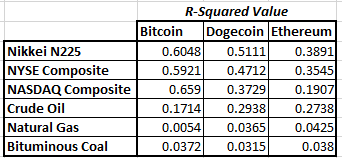 R-Squared Value
Bitcoin Dogecoin Ethereum
Nikkei N225 0.6048 0.5111 0.3891
NYSE Composite 0.5921 0.4712 0.3545
NASDAQ Composite 0.659 0.3729 0.1907
Crude Oil 0.1714 0.2938 0.2738
Natural Gas 0.0054 0.0365 0.0425
Bituminous Coal 0.0372 0.0315 0.038